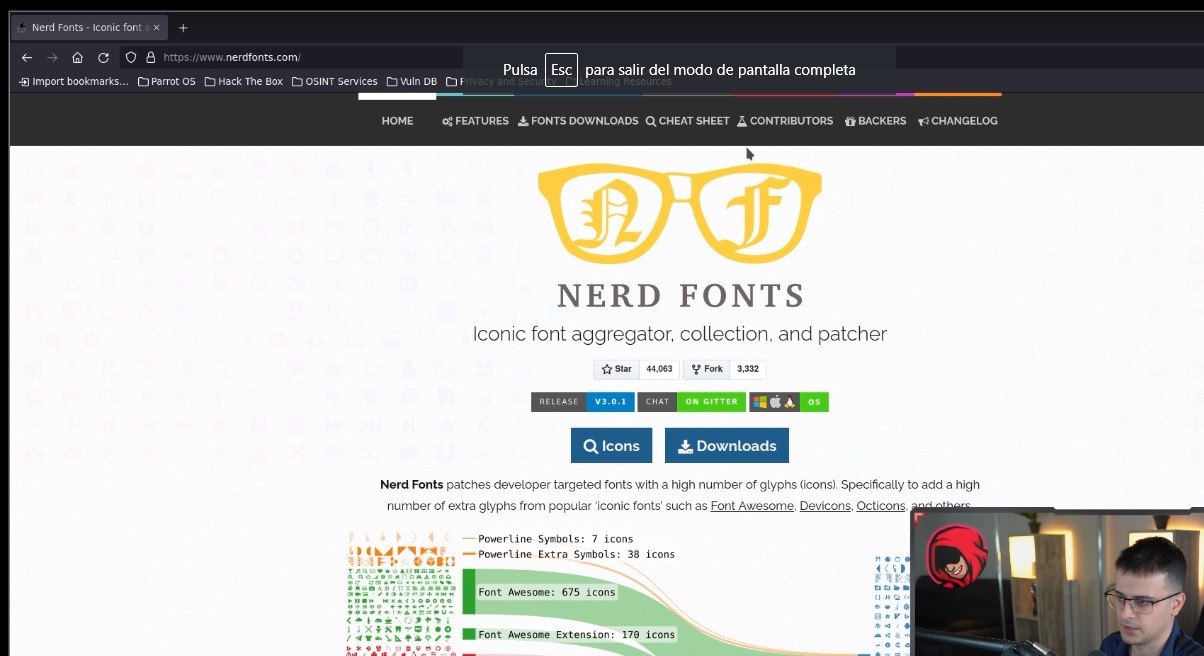 Nerd Fonts - Iconic font a
https://www.nerdfonts.com/
Pulsa Esc para salir del modo de pantalla completa
Import bookmarks... Parrot OS Hack The Box OSINT Services Vuln DB Privacy and Security Learning Resources
HOME FEATURES FONTS DOWNLOADS CHEAT SHEET CONTRIBUTORS BACKERS CHANGELOG
N F
NERD FONTS
Iconic font aggregator, collection, and patcher
Star 44,063 Fork 3,332
RELEASE V3.0.1 CHAT ON GITTER OS
Icons Downloads
Nerd Fonts patches developer targeted fonts with a high number of glyphs (icons). Specifically to add a high
number of extra glyphs from popular ‘iconic fonts’ such as Font Awesome, Devicons, Octicons, and others.
Powerline Symbols: 7 icons
Powerline Extra Symbols: 38 icons
Font Awesome: 675 icons
Font Awesome Extension: 170 icons